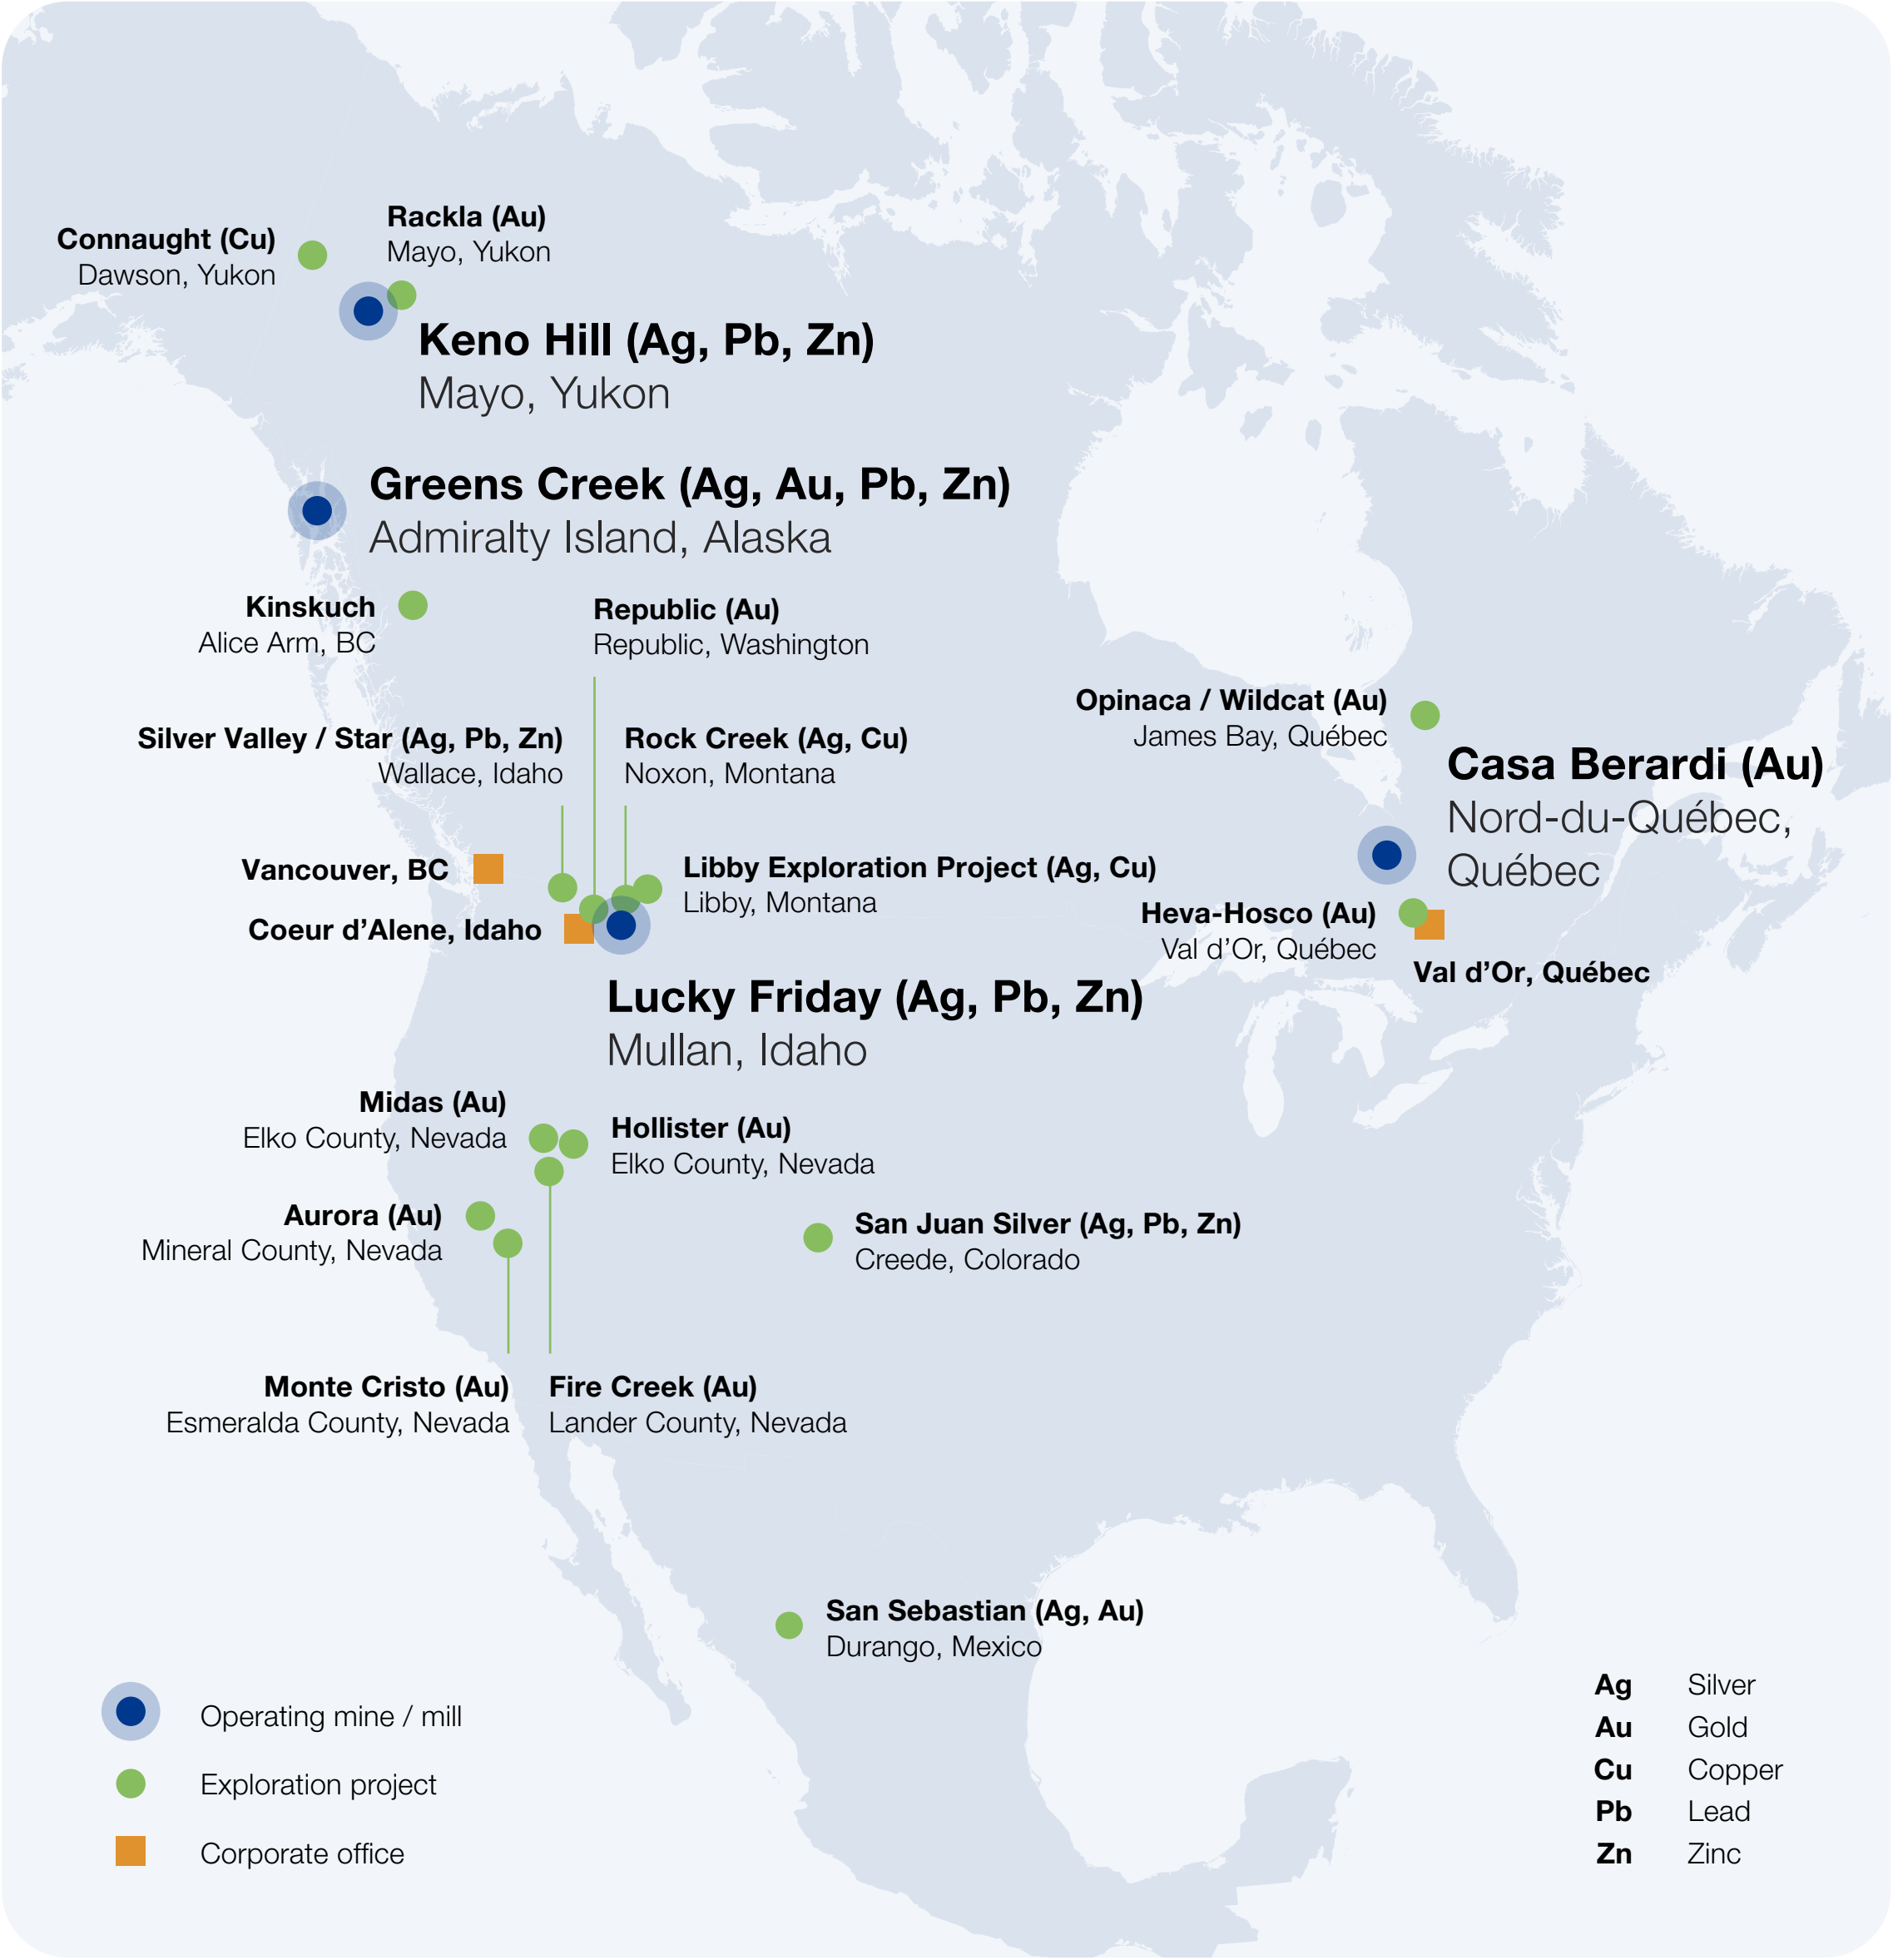 Rackla (Au)
Mayo, Yukon
Connaught (Cu)
Dawson, Yukon
Keno Hill (Ag, Pb, Zn)
Mayo, Yukon
Greens Creek (Ag, Au, Pb, Zn)
Admiralty Island, Alaska
Kinskuch
Alice Arm, BC
Republic (Au)
Republic, Washington
Silver Valley / Star (Ag, Pb, Zn)
Wallace, Idaho
Rock Creek (Ag, Cu)
Noxon, Montana
Opinaca / Wildcat (Au)
James Bay, Québec
Casa Berardi (Au)
Nord-du-Québec,
Québec
Vancouver, BC
Libby Exploration Project (Ag, Cu)
Libby, Montana
Coeur d’Alene, Idaho
Heva-Hosco (Au)
Val d’Or, Québec
Val d’Or, Québec
Lucky Friday (Ag, Pb, Zn)
Mullan, Idaho
Midas (Au)
Elko County, Nevada
Hollister (Au)
Elko County, Nevada
Aurora (Au)
Mineral County, Nevada
San Juan Silver (Ag, Pb, Zn)
Creede, Colorado
Monte Cristo (Au)
Esmeralda County, Nevada
Fire Creek (Au)
Lander County, Nevada
San Sebastian (Ag, Au)
Durango, Mexico
Operating mine / mill
Exploration project
Corporate office
Ag Silver
Au Gold
Cu Copper
Pb Lead
Zn Zinc